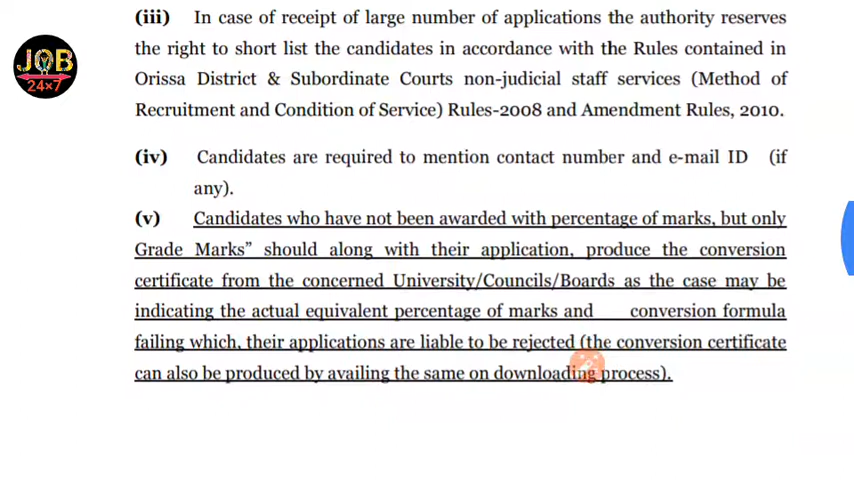 (iii) In case of receipt of large number of applications the authority reserves
the right to short list the candidates in accordance with the Rules contained in
Orissa District & Subordinate Courts non-judicial staff services (Method of
Recruitment and Condition of Service) Rules-2008 and Amendment Rules, 2010.
JOB
24×7
(iv) Candidates are required to mention contact number and e-mail ID (if
any).
(v) Candidates who have not been awarded with percentage of marks, but only
Grade Marks” should along with their application, produce the conversion
certificate from the concerned University/Councils/Boards as the case may be
indicating the actual equivalent percentage of marks and conversion formula
failing which, their applications are liable to be rejected (the conversion certificate
can also be produced by availing the same on downloading process).